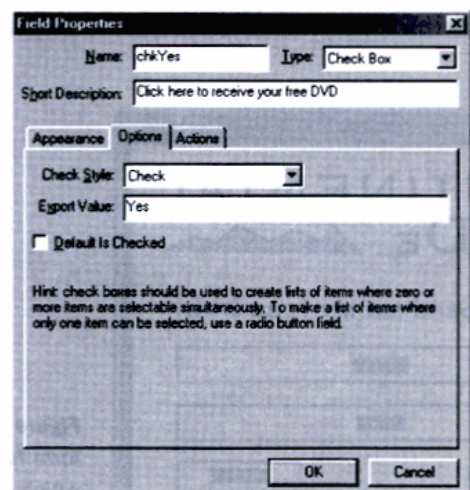 Field Properties
Name: chkYes Type: Check Box
Short Description: Click here to receive your free DVD
Appearance Options Actions
Check Style: Check
Export Value: Yes
Default Is Checked
Hint: check boxes should be used to create lists of items where zero or
more items are selectable simultaneously. To make a list of items where
only one item can be selected, use a radio button field.
OK Cancel